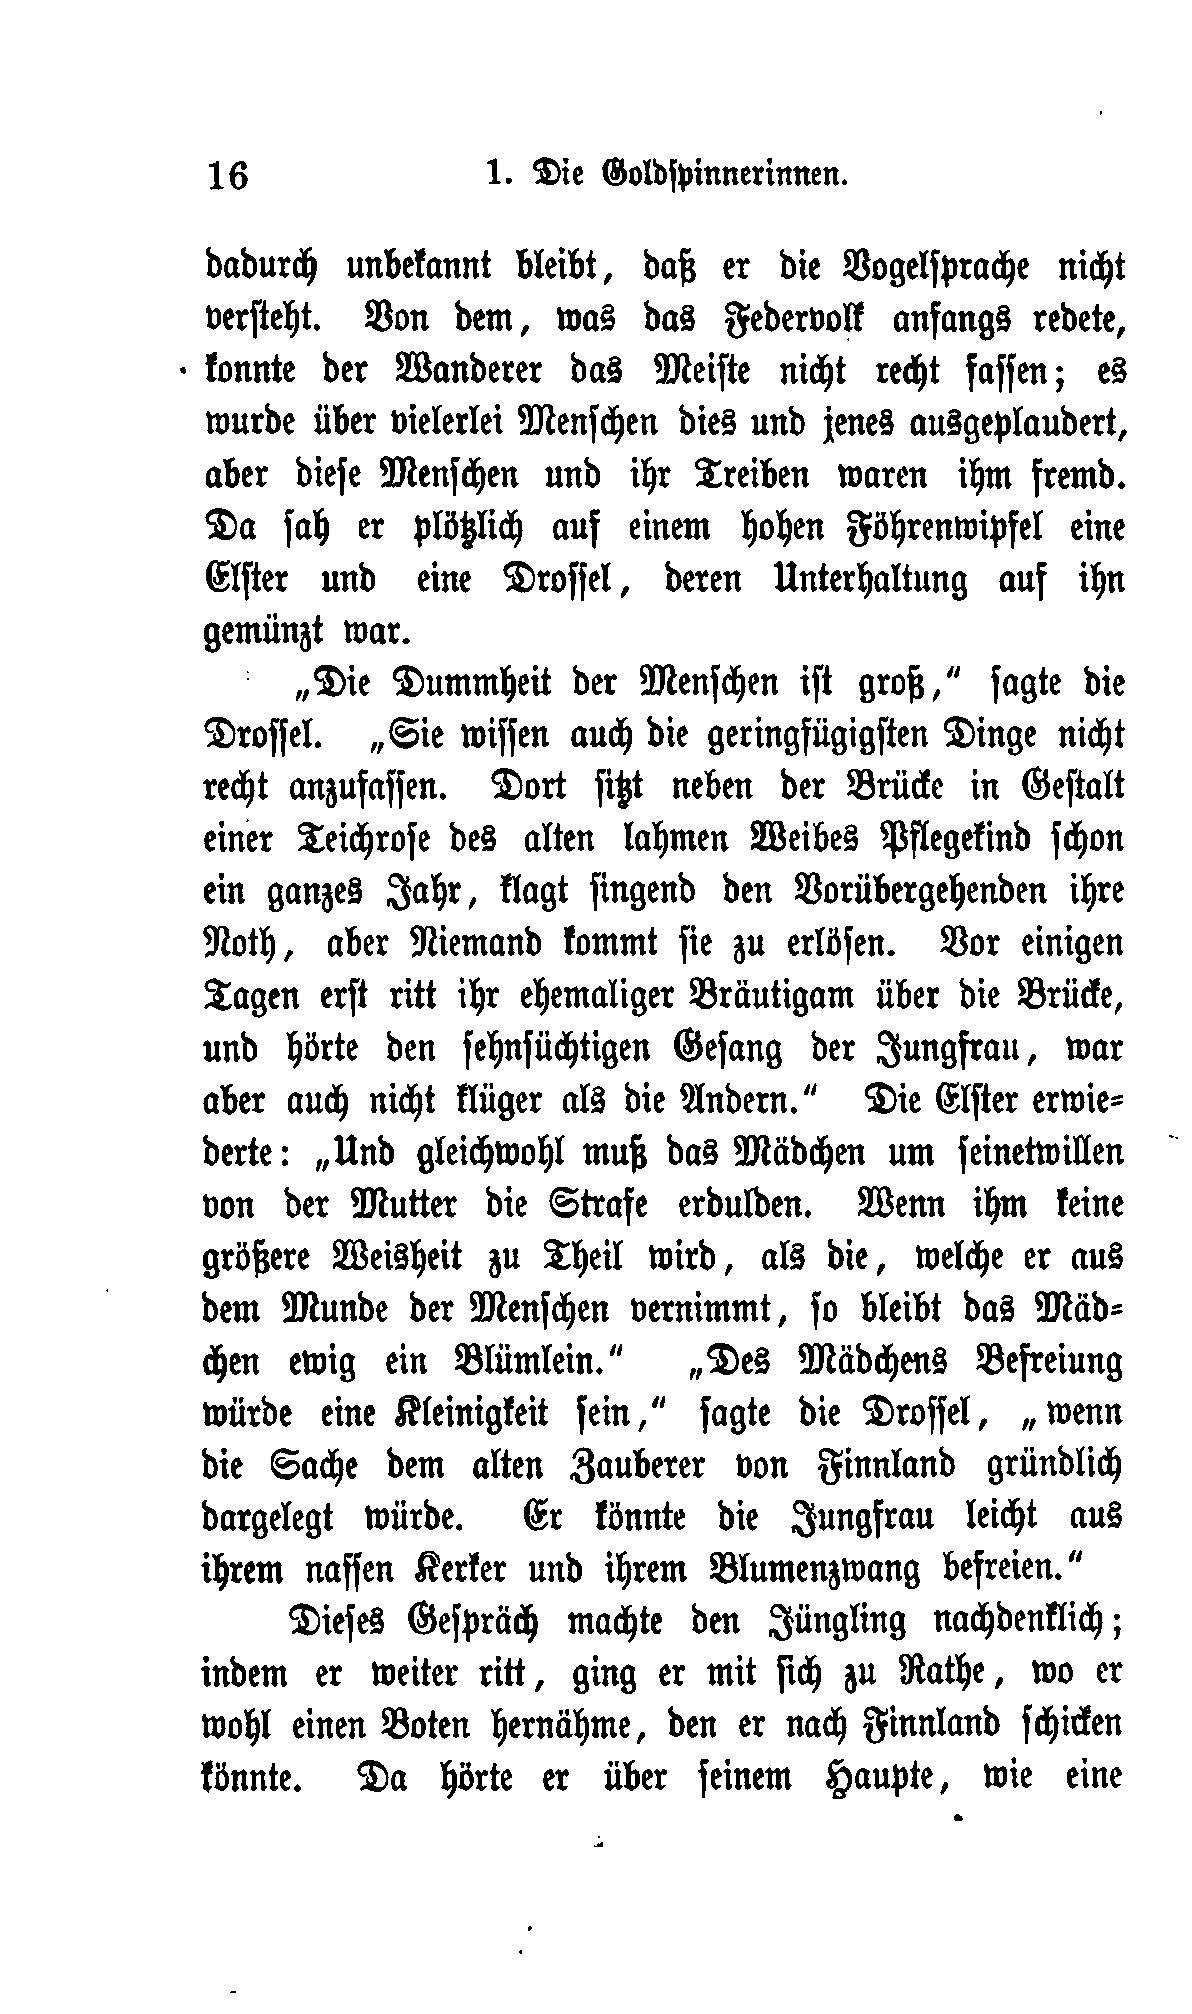 16 1. Die Goldspinnerinnen.
dadurch unbekannt bleibt, daß er die Vogelsprache nicht
versteht. Von dem, was das Federvolk anfangs redete,
konnte der Wanderer das Meiste nicht recht fassen; es
wurde über vielerlei Menschen dies und jenes ausgeplaudert,
aber diese Menschen und ihr Treiben waren ihm fremd.
Da sah er plötzlich auf einem hohen Föhrenwipfel eine
Elster und eine Drossel, deren Unterhaltung auf ihn
gemünzt war.
„Die Dummheit der Menschen ist groß,“ sagte die
Drossel. „Sie wissen auch die geringfügigsten Dinge nicht
recht anzufassen. Dort sitzt neben der Brücke in Gestalt
einer Teichrose des alten lahmen Weibes Pflegekind schon
ein ganzes Jahr, klagt singend den Vorübergehenden ihre
Noth, aber Niemand kommt sie zu erlösen. Vor einigen
Tagen erst ritt ihr ehemaliger Bräutigam über die Brücke,
und hörte den sehnsüchtigen Gesang der Jungfrau, war
aber auch nicht klüger als die Andern.“ Die Elster erwie-
derte: „Und gleichwohl muß das Mädchen um seinetwillen
von der Mutter die Strafe erdulden. Wenn ihm keine
größere Weisheit zu Theil wird, als die, welche er aus
dem Munde der Menschen vernimmt, so bleibt das Mäd-
chen ewig ein Blümlein.“ „Des Mädchens Befreiung
würde eine Kleinigkeit sein,“ sagte die Drossel, „wenn
die Sache dem alten Zauberer von Finnland gründlich
dargelegt würde. Er könnte die Jungfrau leicht aus
ihrem nassen Kerker und ihrem Blumenzwang befreien.“
Dieses Gespräch machte den Jüngling nachdenklich;
indem er weiter ritt, ging er mit sich zu Rathe, wo er
wohl einen Boten hernähme, den er nach Finnland schicken
könnte. Da hörte er über seinem Haupte, wie eine